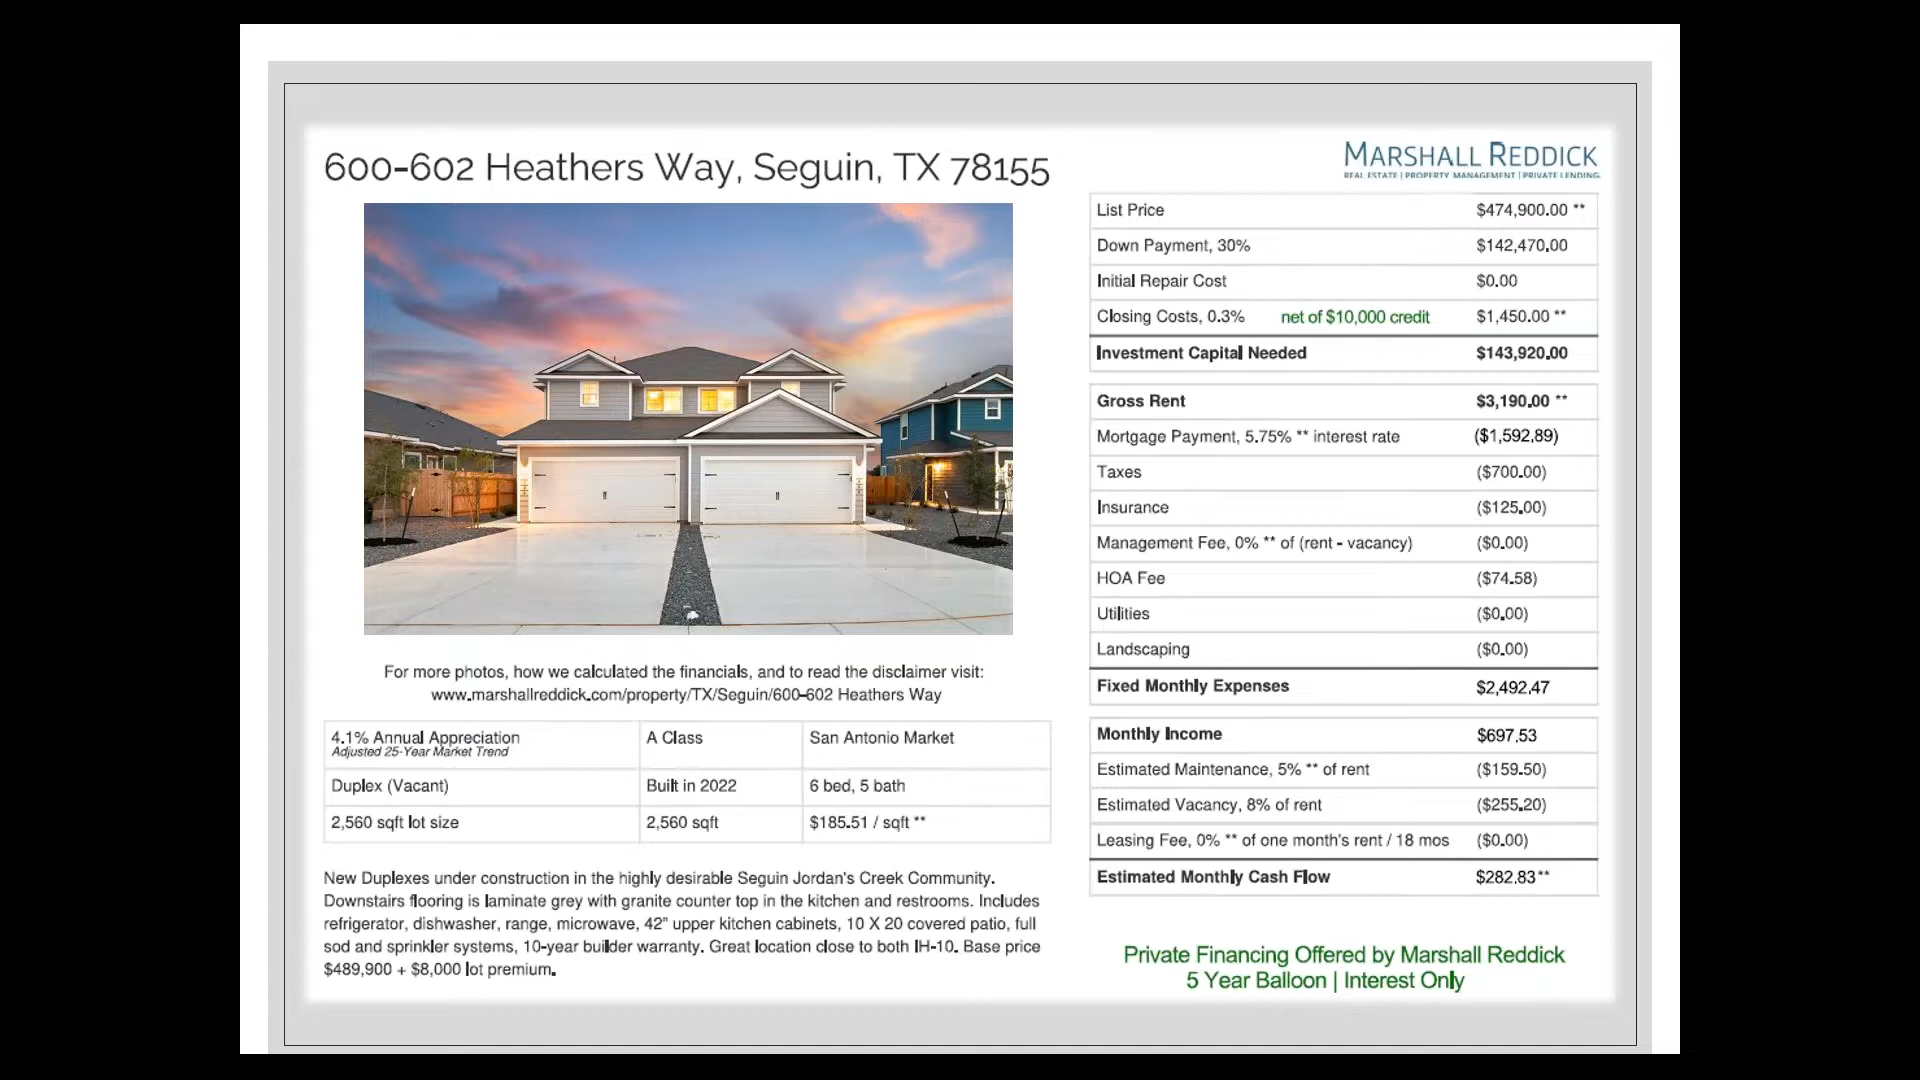 600-602 Heathers Way, Seguin, TX 78155
For more photos, how we calculated the financials, and to read the disclaimer visit:
www.marshallreddick.com/property/TX/Seguin/600-602 Heathers Way
4.1% Annual Appreciation
Adjusted 25-Year Market Trend
A Class
San Antonio Market
Duplex (Vacant)
Built in 2022
6 bed, 5 bath
2,560 sqft lot size
2,560 sqft
$185.51 / sqft **
New Duplexes under construction in the highly desirable Seguin Jordan's Creek Community.
Downstairs flooring is laminate grey with granite counter top in the kitchen and restrooms. Includes
refrigerator, dishwasher, range, microwave, 42" upper kitchen cabinets, 10 X 20 covered patio, full
sod and sprinkler systems, 10-year builder warranty. Great location close to both IH-10. Base price
$489,900 + $8,000 lot premium.
MARSHALL REDDICK
REAL ESTATE | PROPERTY MANAGEMENT | PRIVATE LENDING
List Price $474,900.00 **
Down Payment, 30% $142,470.00
Initial Repair Cost $0.00
Closing Costs, 0.3% net of $10,000 credit $1,450.00 **
Investment Capital Needed $143,920.00
Gross Rent $3,190.00 **
Mortgage Payment, 5.75% ** interest rate ($1,592.89)
Taxes ($700.00)
Insurance ($125.00)
Management Fee, 0% ** of (rent - vacancy) ($0.00)
HOA Fee ($74.58)
Utilities ($0.00)
Landscaping ($0.00)
Fixed Monthly Expenses $2,492.47
Monthly Income $697.53
Estimated Maintenance, 5% ** of rent ($159.50)
Estimated Vacancy, 8% of rent ($255.20)
Leasing Fee, 0% ** of one month's rent / 18 mos ($0.00)
Estimated Monthly Cash Flow $282.83**
Private Financing Offered by Marshall Reddick
5 Year Balloon | Interest Only